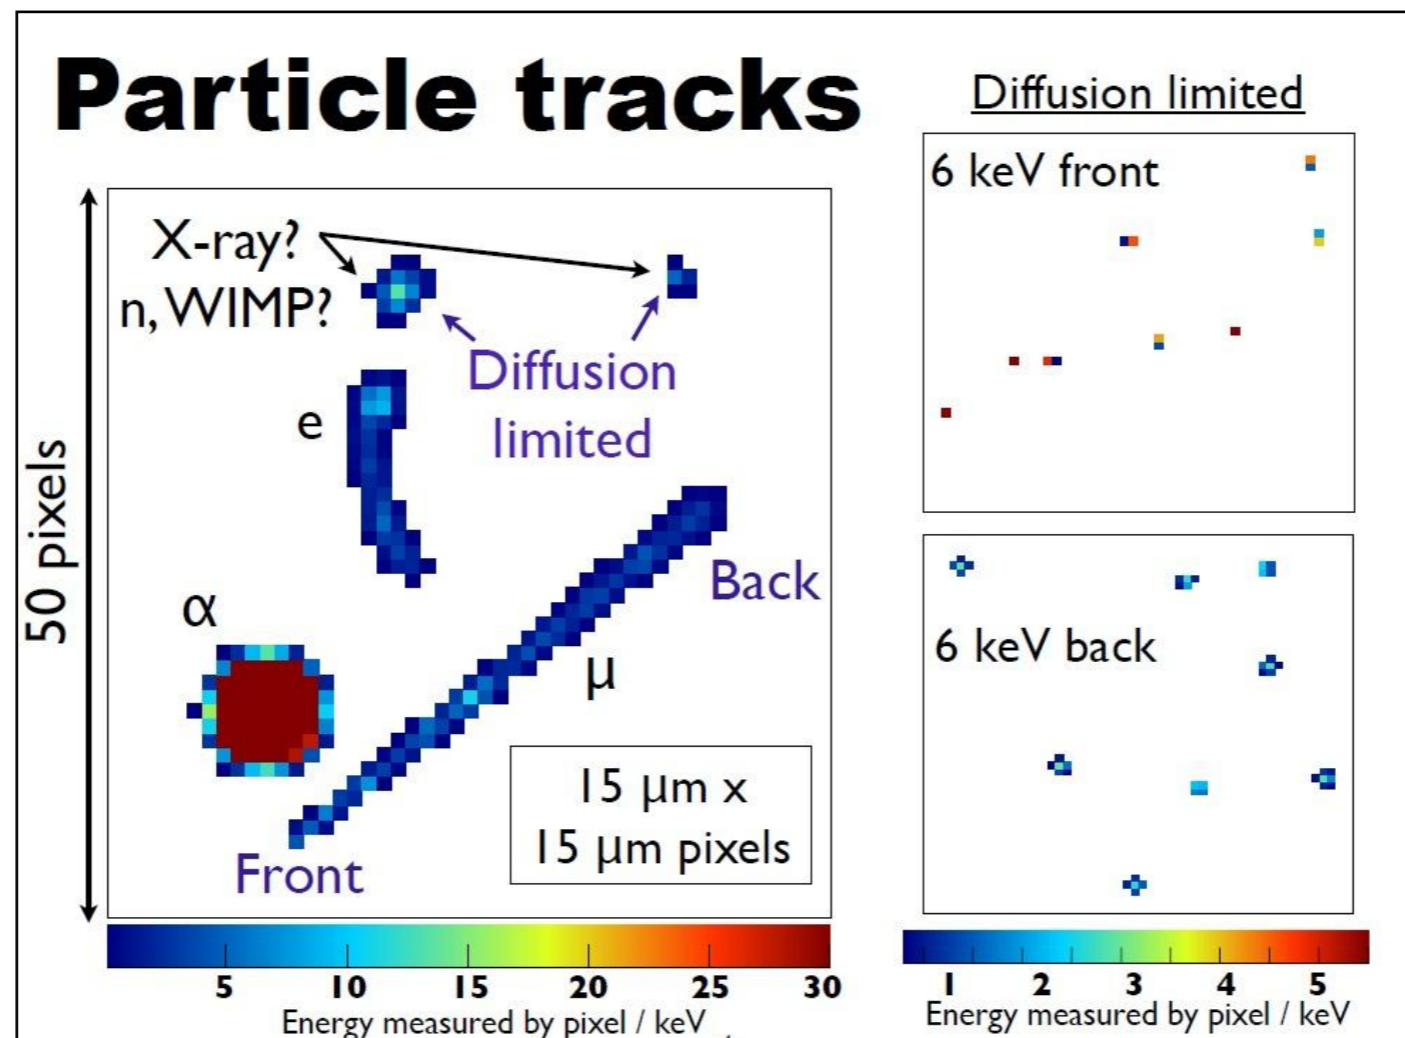 Particle tracks
50 pixels
X-ray?
n, WIMP?
Diffusion
limited
e
α
Back
μ
15 μm x
15 μm pixels
Front
5 10 15 20 25 30
Energy measured by pixel / keV
Diffusion limited
6 keV front
6 keV back
1 2 3 4 5
Energy measured by pixel / keV